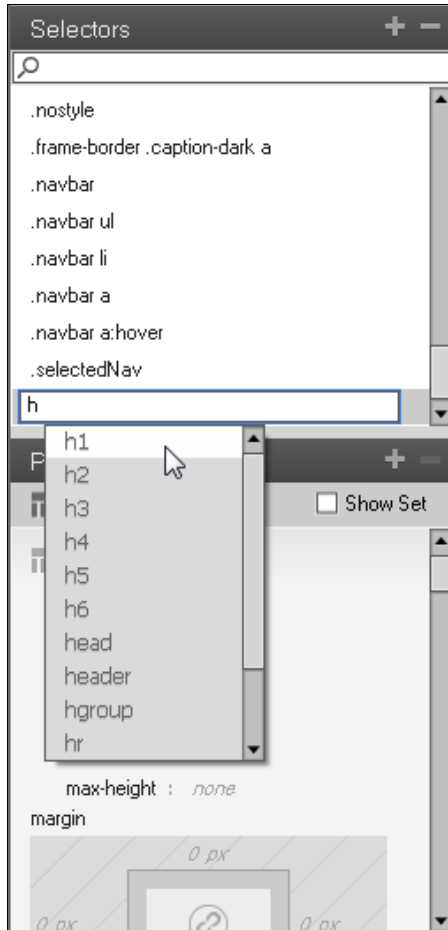 Selectors
.nostyle
.frame-border .caption-dark a
.navbar
.navbar ul
.navbar li
.navbar a
.navbar a:hover
.selectedNav
h
h1
P
h2
h3
Show Set
h4
h5
h6
head
header
hgroup
hr
max-height : none
margin
0 px
0 px
0 px